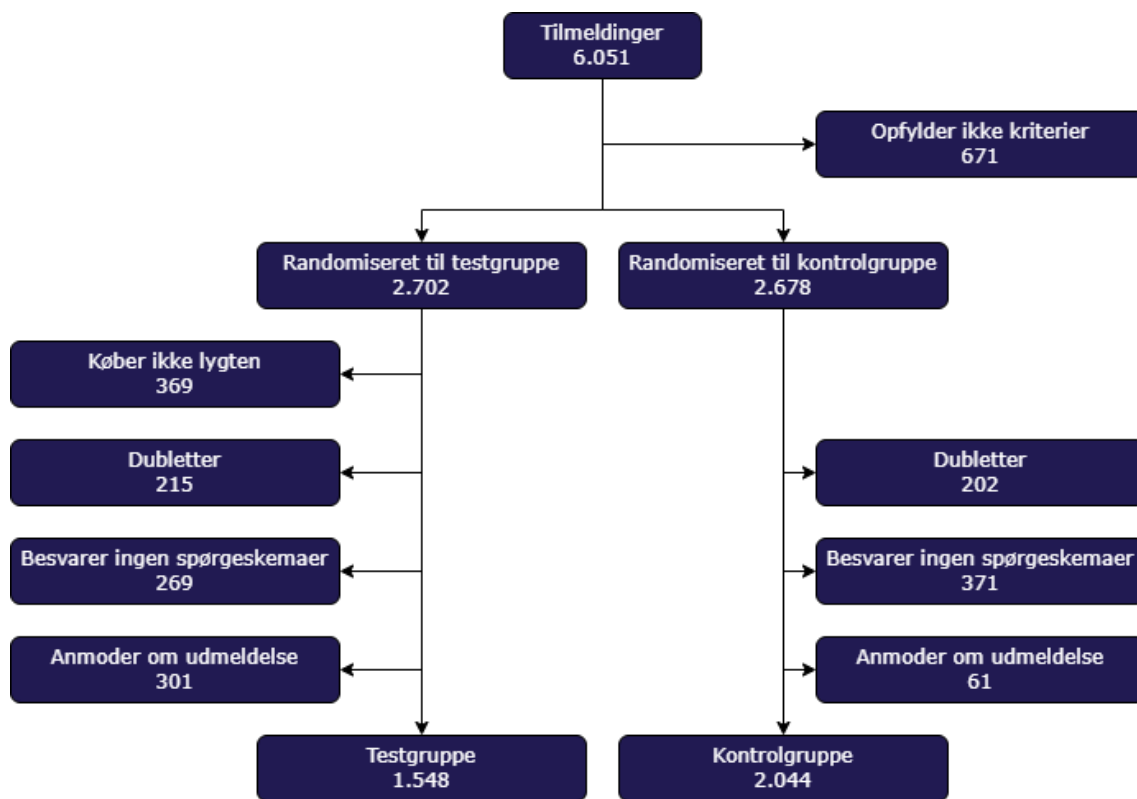 Tilmeldinger
6.051
Opfylder ikke kriterier
671
Randomiseret til testgruppe
2.702
Randomiseret til kontrolgruppe
2.678
Køber ikke lygten
369
Dubletter
215
Dubletter
202
Besvarer ingen spørgeskemaer
269
Besvarer ingen spørgeskemaer
371
Anmoder om udmeldelse
301
Anmoder om udmeldelse
61
Testgruppe
1.548
Kontrolgruppe
2.044